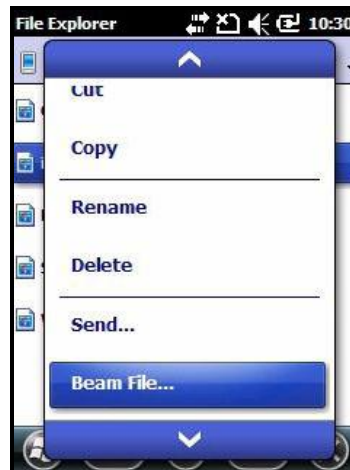 File Explorer 10:30
Cut
Copy
Rename
Delete
Send...
Beam File...